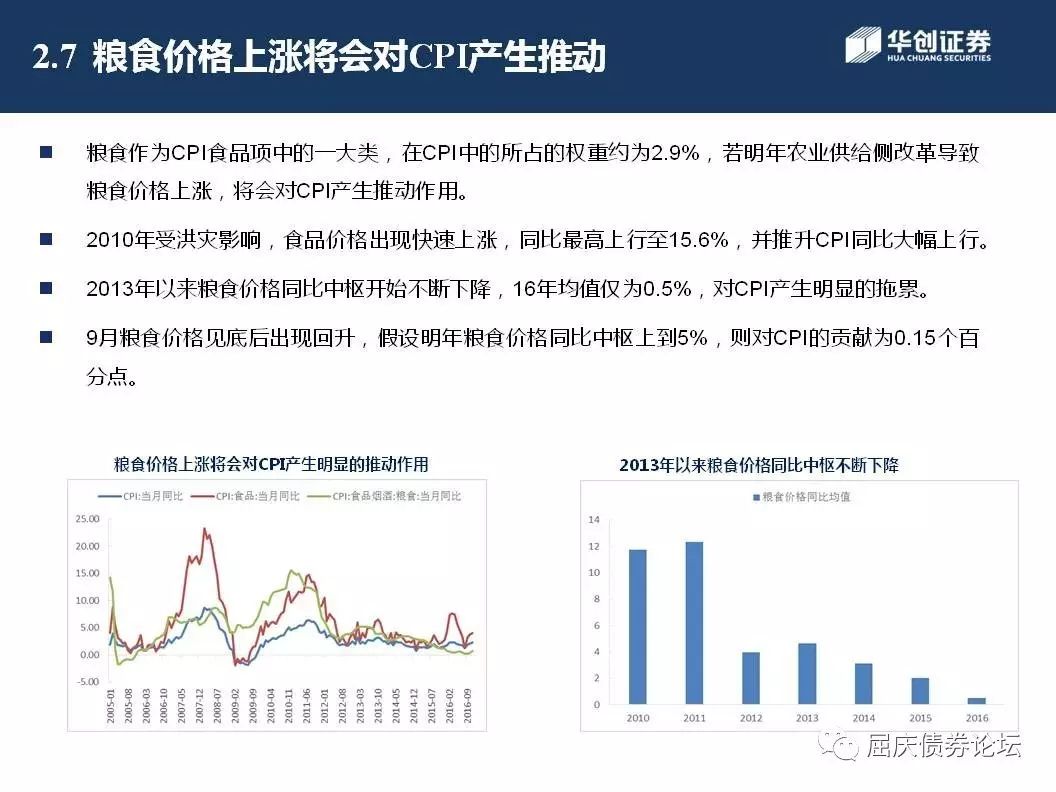 2.7 粮食价格上涨将会对CPI产生推动
华创证券
HUA CHUANG SECURITIES
■ 粮食作为CPI食品项中的一大类，在CPI中的所占的权重约为2.9%，若明年农业供给侧改革导致
粮食价格上涨，将会对CPI产生推动作用。
■ 2010年受洪灾影响，食品价格出现快速上涨，同比最高上行至15.6%，并推升CPI同比大幅上行。
■ 2013年以来粮食价格同比中枢开始不断下降，16年均值仅为0.5%，对CPI产生明显的拖累。
■ 9月粮食价格见底后出现回升，假设明年粮食价格同比中枢上到5%，则对CPI的贡献为0.15个百
分点。
粮食价格上涨将会对CPI产生明显的推动作用
CPI:当月同比 CPI:食品:当月同比 CPI:食品烟酒:粮食:当月同比
25.00
20.00
15.00
10.00
5.00
0.00
-5.00
2005-01 2005-08 2006-03 2006-10 2007-05 2007-12 2008-07 2009-02 2009-09 2010-04 2010-11 2011-06 2012-01 2012-08 2013-03 2013-10 2014-05 2014-12 2015-07 2016-02 2016-09
2013年以来粮食价格同比中枢不断下降
粮食价格同比均值
14
12
10
8
6
4
2
0
2010 2011 2012 2013 2014 2015 2016
屈庆债券论坛